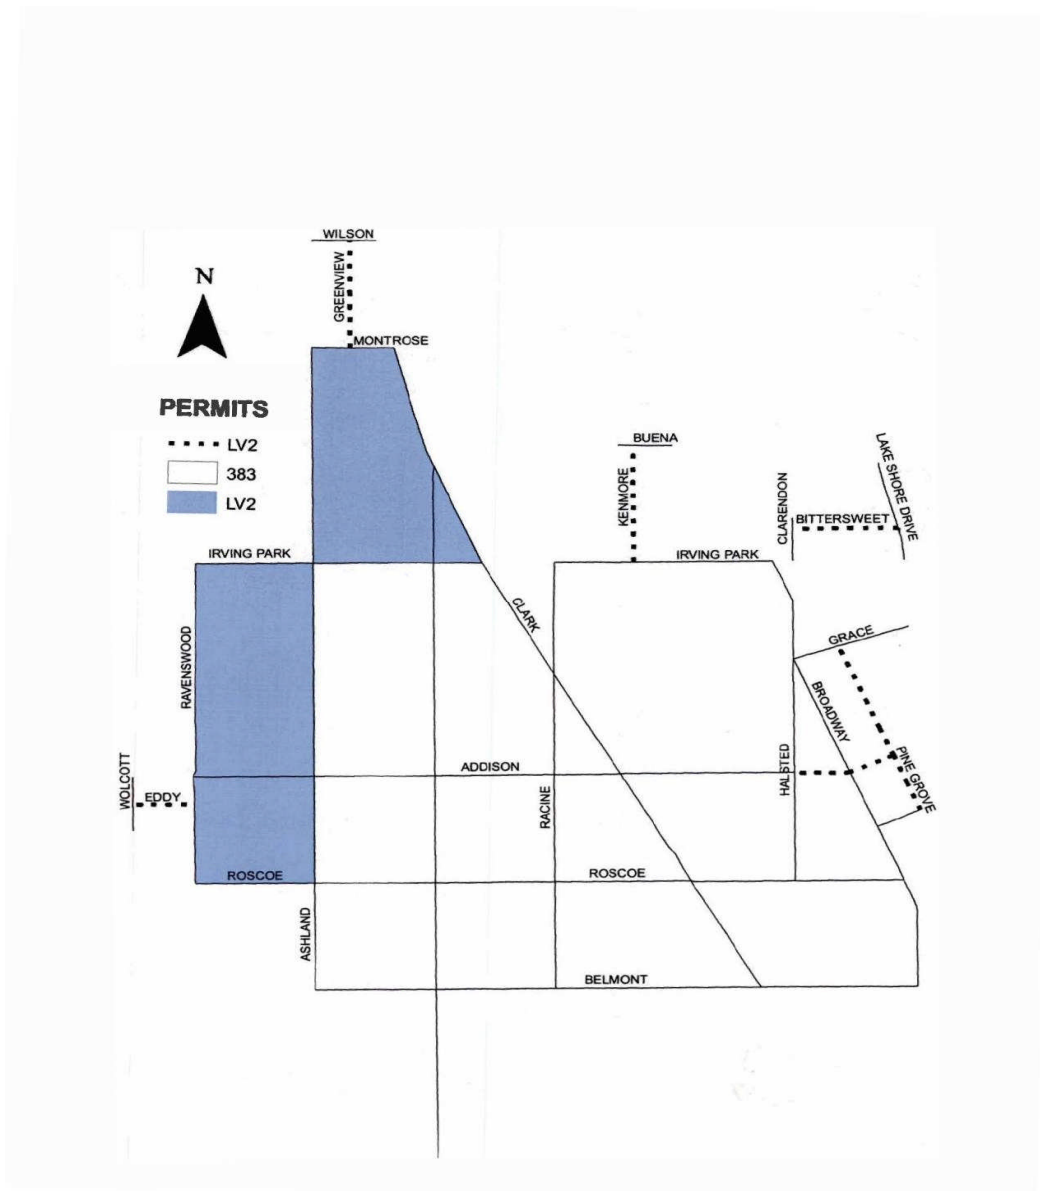 WILSON
GREENVIEW
N
MONTROSE
PERMITS
LV2
383
LV2
BUENA
KENMORE
CLARENDON
BITTERSWEET
LAKE SHORE DRIVE
IRVING PARK
IRVING PARK
CLARK
RAVENSWOOD
GRACE
BROADWAY
PINE GROVE
HALSTED
ADDISON
WOLCOTT
EDDY
RACINE
ROSCOE
ROSCOE
ASHLAND
BELMONT